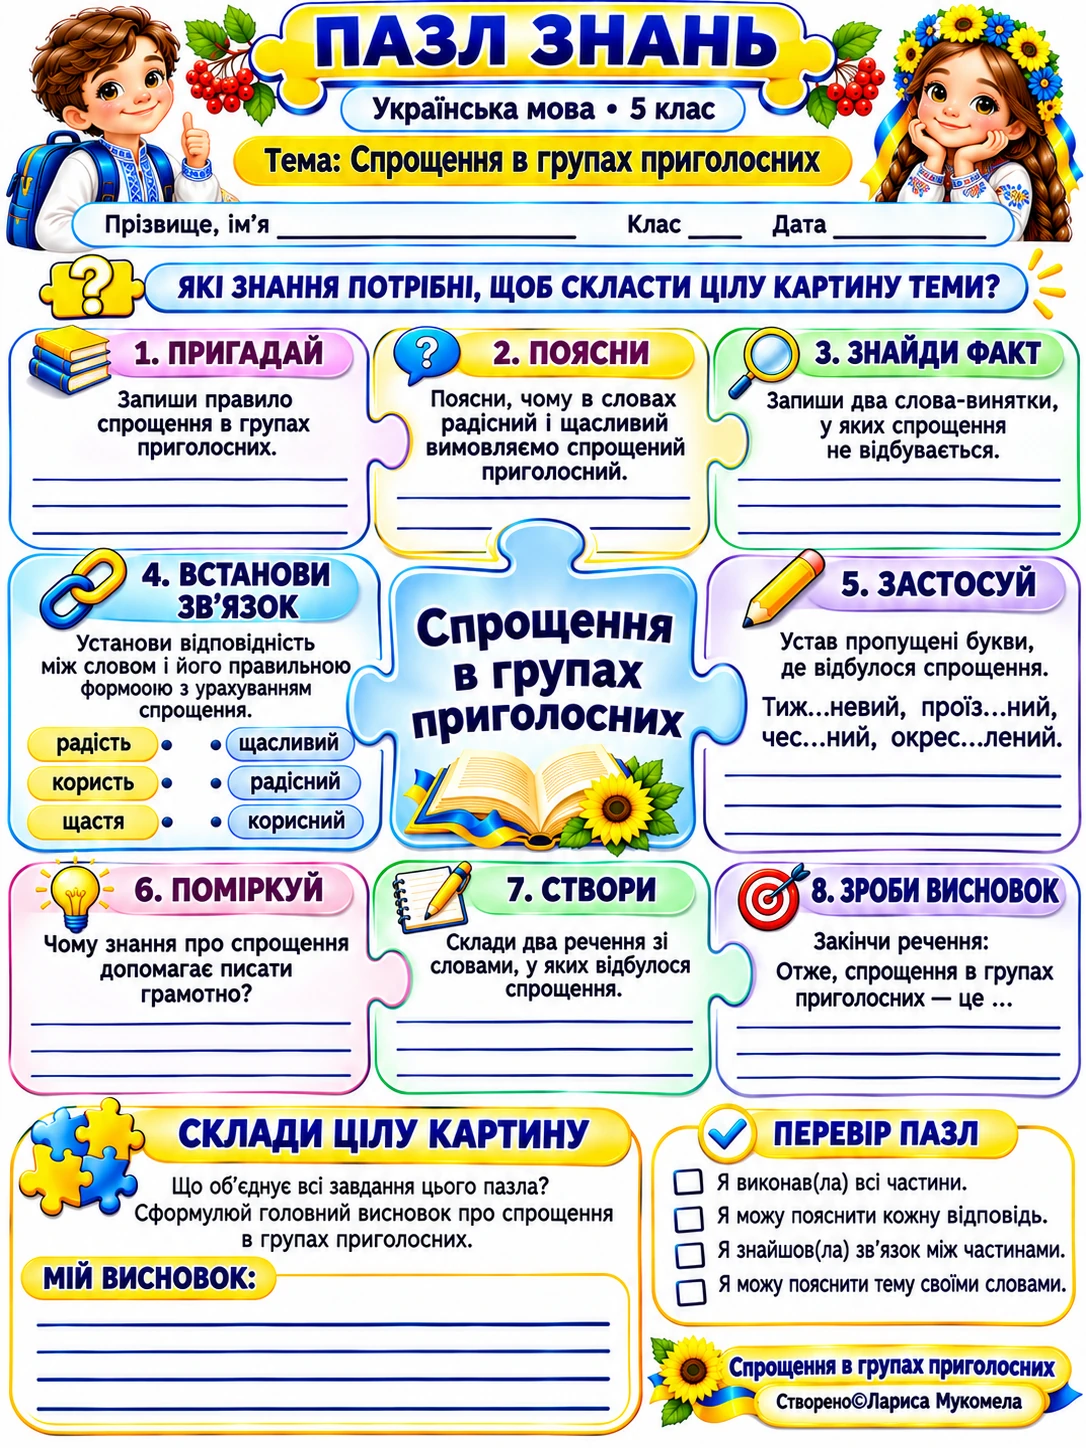 ПАЗЛ ЗНАНЬ
Українська мова • 5 клас
Тема: Спрощення в групах приголосних
Прізвище, ім’я ____ Клас ____ Дата ____
?
ЯКІ ЗНАННЯ ПОТРІБНІ, ЩОБ СКЛАСТИ ЦІЛУ КАРТИНУ ТЕМИ?
1. ПРИГАДАЙ
Запиши правило
спрощення в групах
приголосних.
?
2. ПОЯСНИ
Поясни, чому в словах
радісний і щасливий
вимовляємо спрощений
приголосний.
3. ЗНАЙДИ ФАКТ
Запиши два слова-винятки,
у яких спрощення
не відбувається.
4. ВСТАНОВИ
ЗВ’ЯЗОК
Установи відповідність
між словом і його правильною
формоою з урахуванням
спрощення.
радість • • щасливий
користь • • радісний
щастя • • корисний
Спрощення
в групах
приголосних
5. ЗАСТОСУЙ
Устав пропущені букви,
де відбулося спрощення.
Тиж...невий, проїз...ний,
чес...ний, окрес...лений.
6. ПОМІРКУЙ
Чому знання про спрощення
допомагає писати
грамотно?
7. СТВОРИ
Склади два речення зі
словами, у яких відбулося
спрощення.
8. ЗРОБИ ВИСНОВОК
Закінчи речення:
Отже, спрощення в групах
приголосних — це ...
СКЛАДИ ЦІЛУ КАРТИНУ
Що об’єднує всі завдання цього пазла?
Сформулюй головний висновок про спрощення
в групах приголосних.
МІЙ ВИСНОВОК:
ПЕРЕВІР ПАЗЛ
Я виконав(ла) всі частини.
Я можу пояснити кожну відповідь.
Я знайшов(ла) зв’язок між частинами.
Я можу пояснити тему своїми словами.
Спрощення в групах приголосних
Створено©Лариса Мукомела